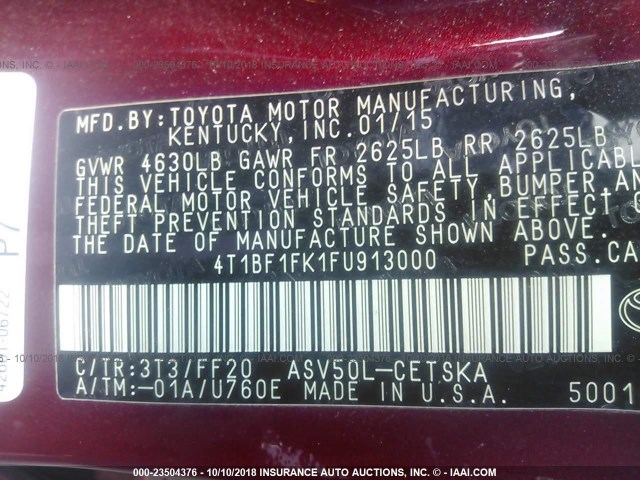 MFD.BY:TOYOTA MOTOR MANUFACTURING,
KENTUCKY,INC.01/15
GVWR 4630LB GAWR FR 2625LB RR 2625LB
THIS VEHICLE CONFORMS TO ALL APPLICABL
FEDERAL MOTOR VEHICLE SAFETY, BUMPER,AN
THEFT PREVENTION STANDARDS IN EFFECT
THE DATE OF MANUFACTURE SHOWN ABOVE.
4T1BF1FK1FU913000 PASS.CA
C/TR:3T3/FF20 ASV50L-CETSKA
A/TM:-01A/U760E MADE IN U.S.A.
5001
P7
000-23504376 - 10/10/2018 INSURANCE AUTO AUCTIONS, INC. - © IAAI.COM